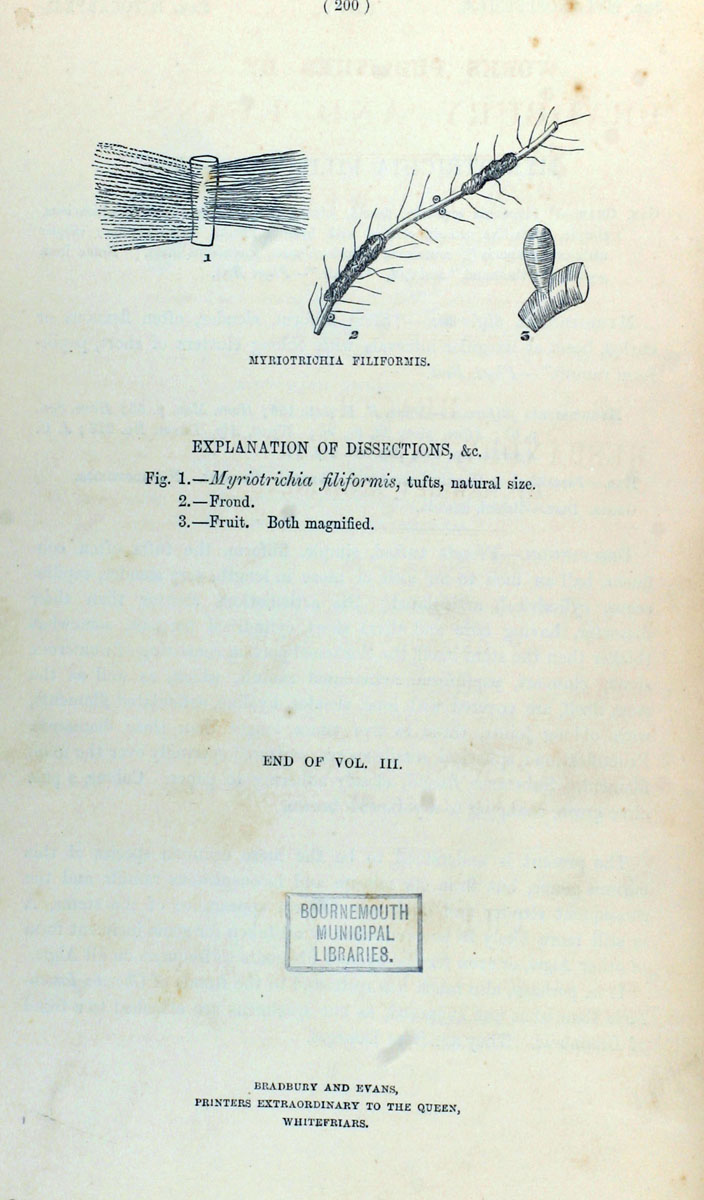 ( 200 )
1
2
3
MYRIOTRICHIA FILIFORMIS.
EXPLANATION OF DISSECTIONS, &c.
Fig. 1.—Myriotrichia filiformis, tufts, natural size.
2.—Frond.
3.—Fruit. Both magnified.
END OF VOL. III.
BOURNEMOUTH
MUNICIPAL
LIBRARIES.
BRADBURY AND EVANS,
PRINTERS EXTRAORDINARY TO THE QUEEN,
WHITEFRIARS.